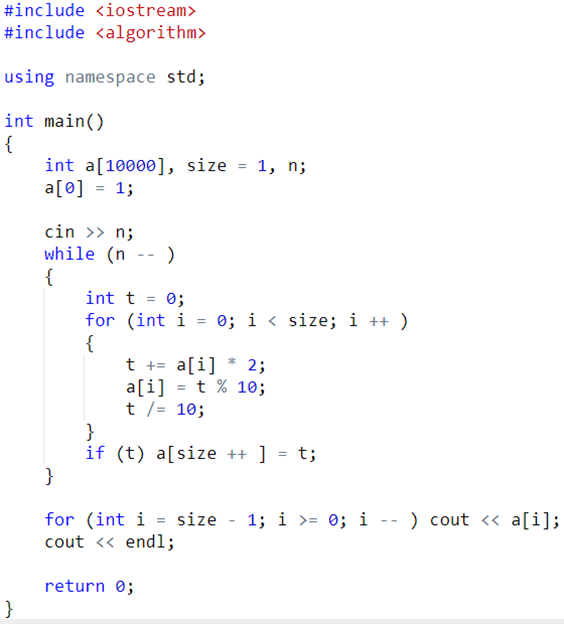 #include <iostream>
#include <algorithm>
using namespace std;
int main()
{
int a[10000], size = 1, n;
a[0] = 1;
cin >> n;
while (n -- )
{
int t = 0;
for (int i = 0; i < size; i ++ )
{
t += a[i] * 2;
a[i] = t % 10;
t /= 10;
}
if (t) a[size ++ ] = t;
}
for (int i = size - 1; i >= 0; i -- ) cout << a[i];
cout << endl;
return 0;
}